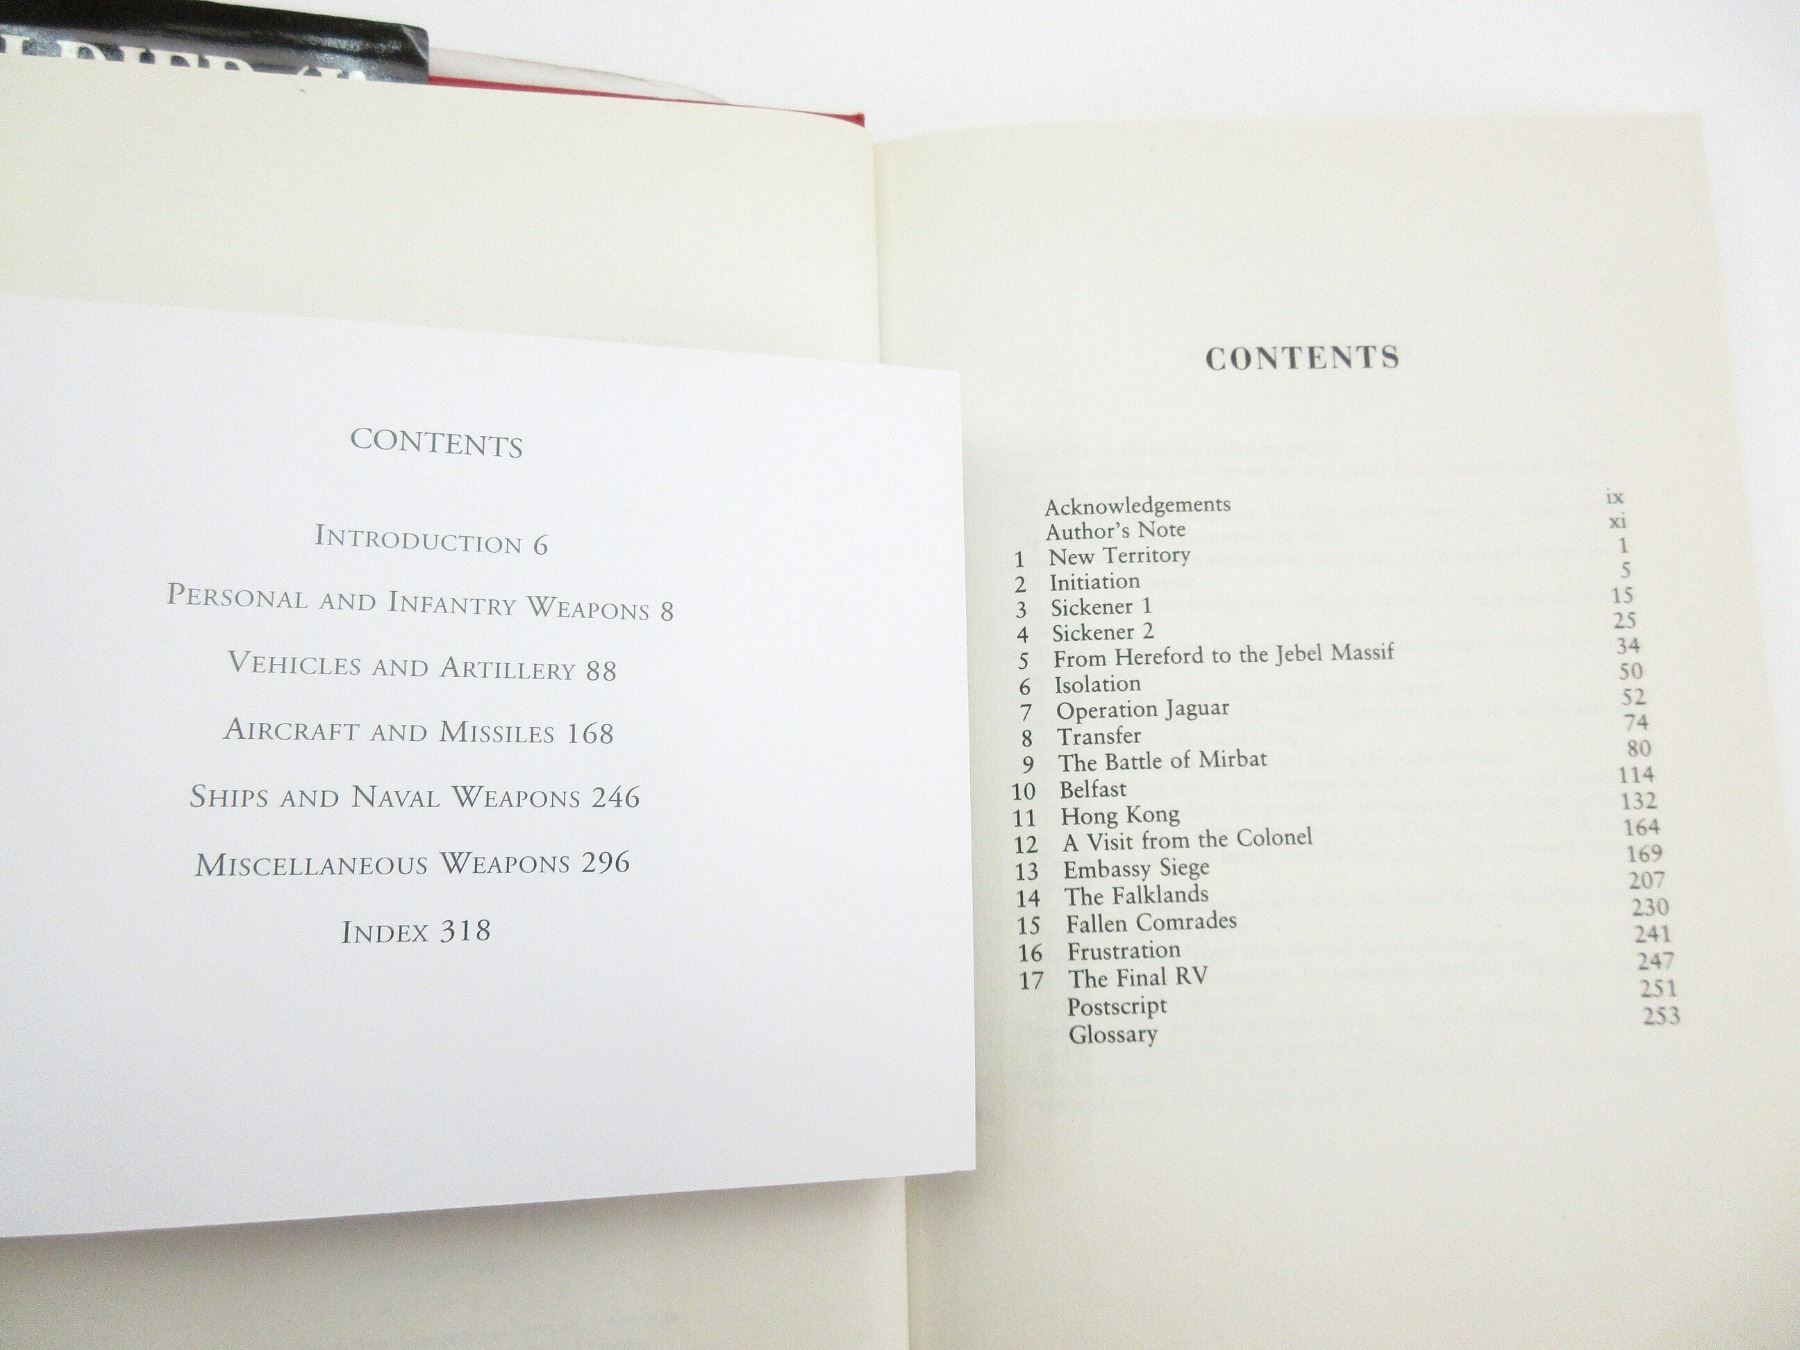 CONTENTS
INTRODUCTION 6
PERSONAL AND INFANTRY WEAPONS 8
VEHICLES AND ARTILLERY 88
AIRCRAFT AND MISSILES 168
SHIPS AND NAVAL WEAPONS 246
MISCELLANEOUS WEAPONS 296
INDEX 318
CONTENTS
Acknowledgements ix
Author's Note xi
1 New Territory 1
2 Initiation 5
3 Sickener 1 15
4 Sickener 2 25
5 From Hereford to the Jebel Massif 34
6 Isolation 50
7 Operation Jaguar 52
8 Transfer 74
9 The Battle of Mirbat 80
10 Belfast 114
11 Hong Kong 132
12 A Visit from the Colonel 164
13 Embassy Siege 169
14 The Falklands 207
15 Fallen Comrades 230
16 Frustration 241
17 The Final RV 247
Postscript 251
Glossary 253